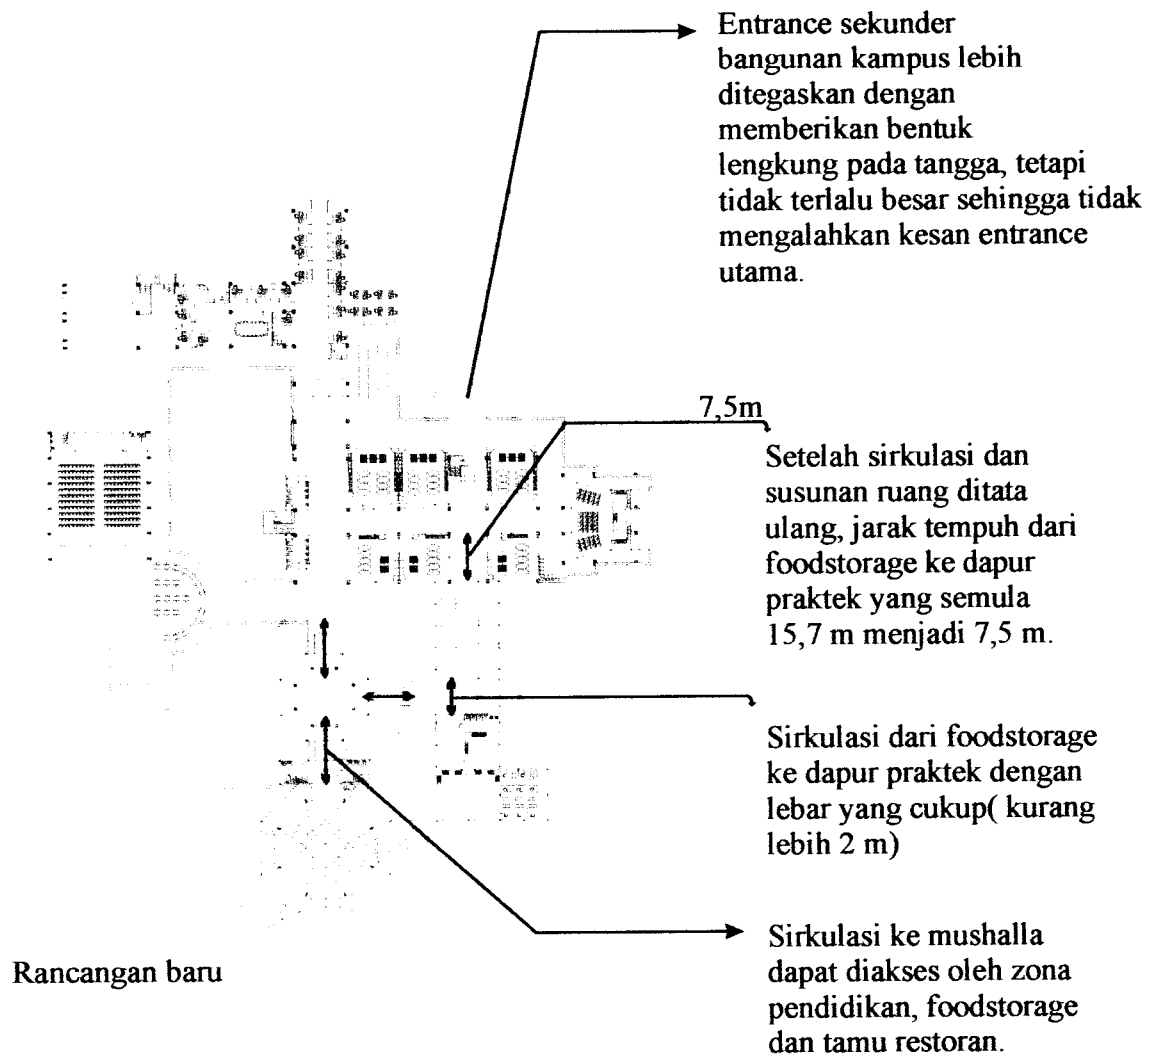 Entrance sekunder
bangunan kampus lebih
ditegaskan dengan
memberikan bentuk
lengkung pada tangga, tetapi
tidak terlalu besar sehingga tidak
mengalahkan kesan entrance
utama.
7,5m
Setelah sirkulasi dan
susunan ruang ditata
ulang, jarak tempuh dari
foodstorage ke dapur
praktek yang semula
15,7 m menjadi 7,5 m.
Sirkulasi dari foodstorage
ke dapur praktek dengan
lebar yang cukup( kurang
lebih 2 m)
Sirkulasi ke mushalla
dapat diakses oleh zona
pendidikan, foodstorage
dan tamu restoran.
Rancangan baru